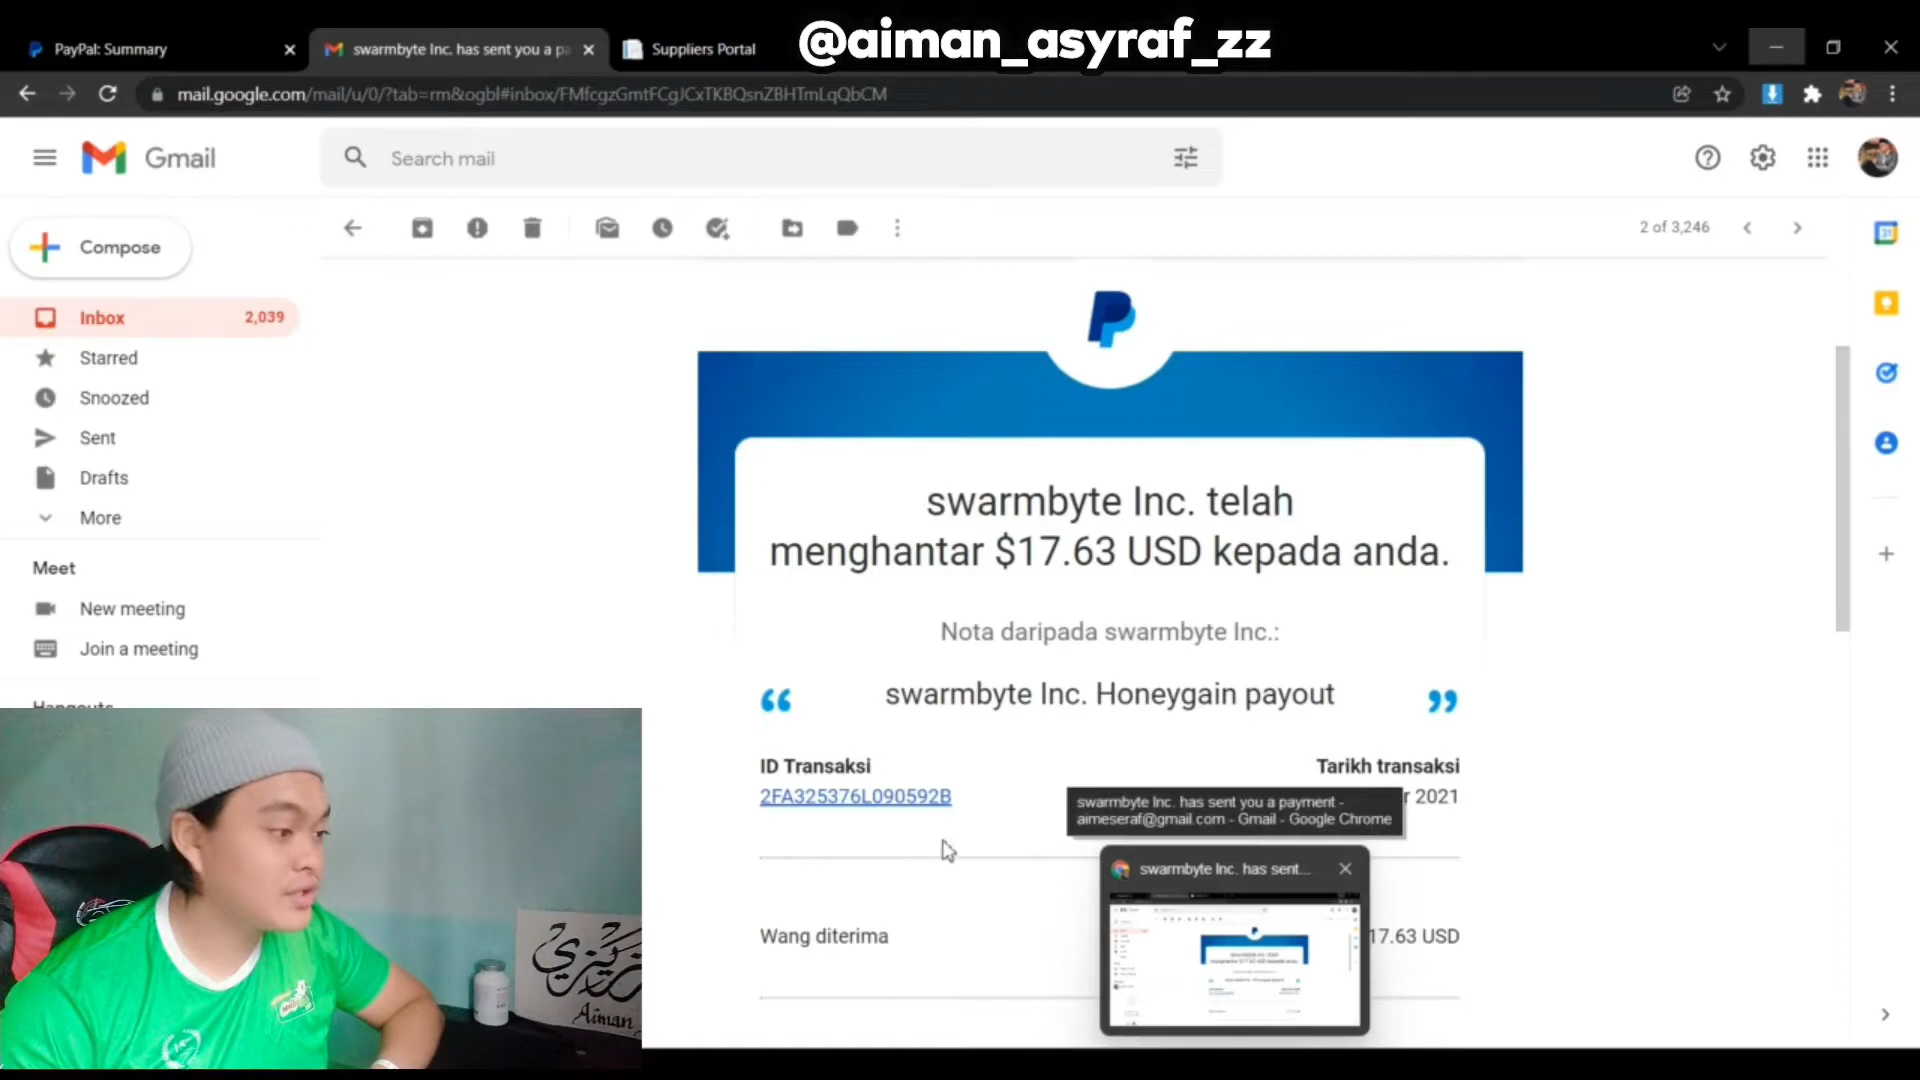 @aiman_asyraf_zz
PayPal: Summary
swarmbyte Inc. has sent you a pa
Suppliers Portal
mail.google.com/mail/u/0/?tab=rm&ogbl#inbox/FMfcgzGmtFCgJCxTKBQsnZBHTmLqQbCM
Gmail
Search mail
Compose
2 of 3,246
Inbox 2,039
Starred
Snoozed
Sent
Drafts
More
Meet
New meeting
Join a meeting
Hangouts
swarmbyte Inc. telah
menghantar $17.63 USD kepada anda.
Nota daripada swarmbyte Inc.:
“ swarmbyte Inc. Honeygain payout ”
ID Transaksi Tarikh transaksi
2FA325376L090592B r 2021
swarmbyte Inc. has sent you a payment -
aimeseraf@gmail.com - Gmail - Google Chrome
swarmbyte Inc. has sent...
Wang diterima 17.63 USD
Aiman